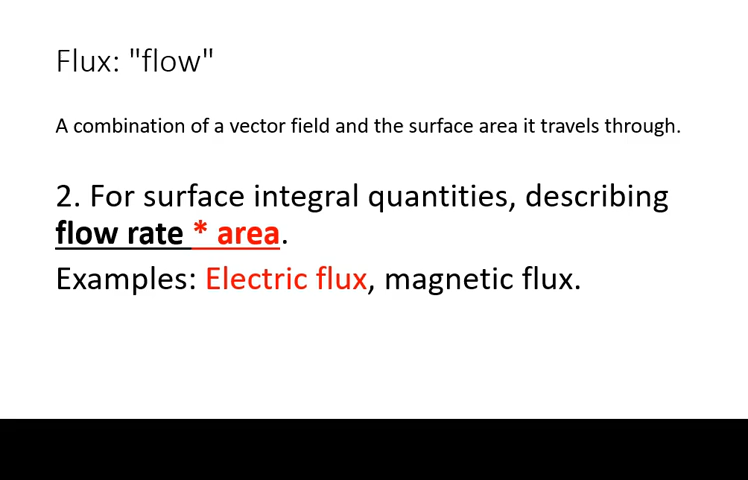 Flux: "flow"
A combination of a vector field and the surface area it travels through.
2. For surface integral quantities, describing
flow rate * area.
Examples: Electric flux, magnetic flux.